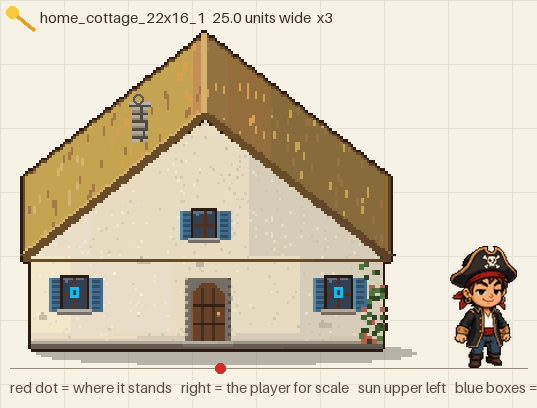 home_cottage_22x16_1 25.0 units wide x3
red dot = where it stands right = the player for scale sun upper left blue boxes =